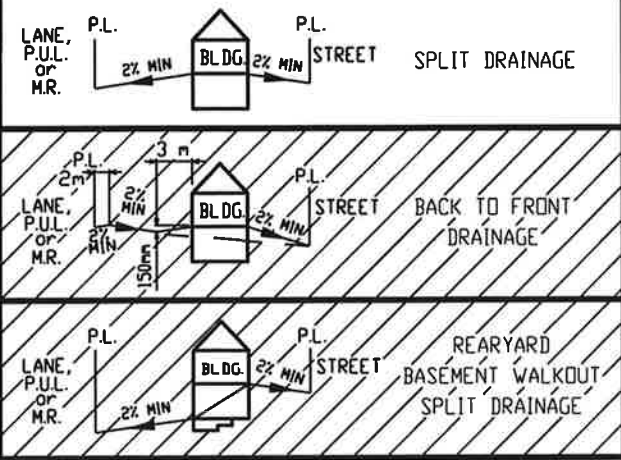 P.L.
LANE,
P.U.L.
or
M.R.
2% MIN
BLDG.
2% MIN
P.L.
STREET
SPLIT DRAINAGE
P.L.
2m
3 m
LANE,
P.U.L.
or
M.R.
2% MIN
2% MIN
150mm
BLDG.
2% MIN
P.L.
STREET
BACK TO FRONT
DRAINAGE
P.L.
LANE,
P.U.L.
or
M.R.
2% MIN
BLDG.
2% MIN
P.L.
STREET
REARYARD
BASEMENT WALKOUT
SPLIT DRAINAGE